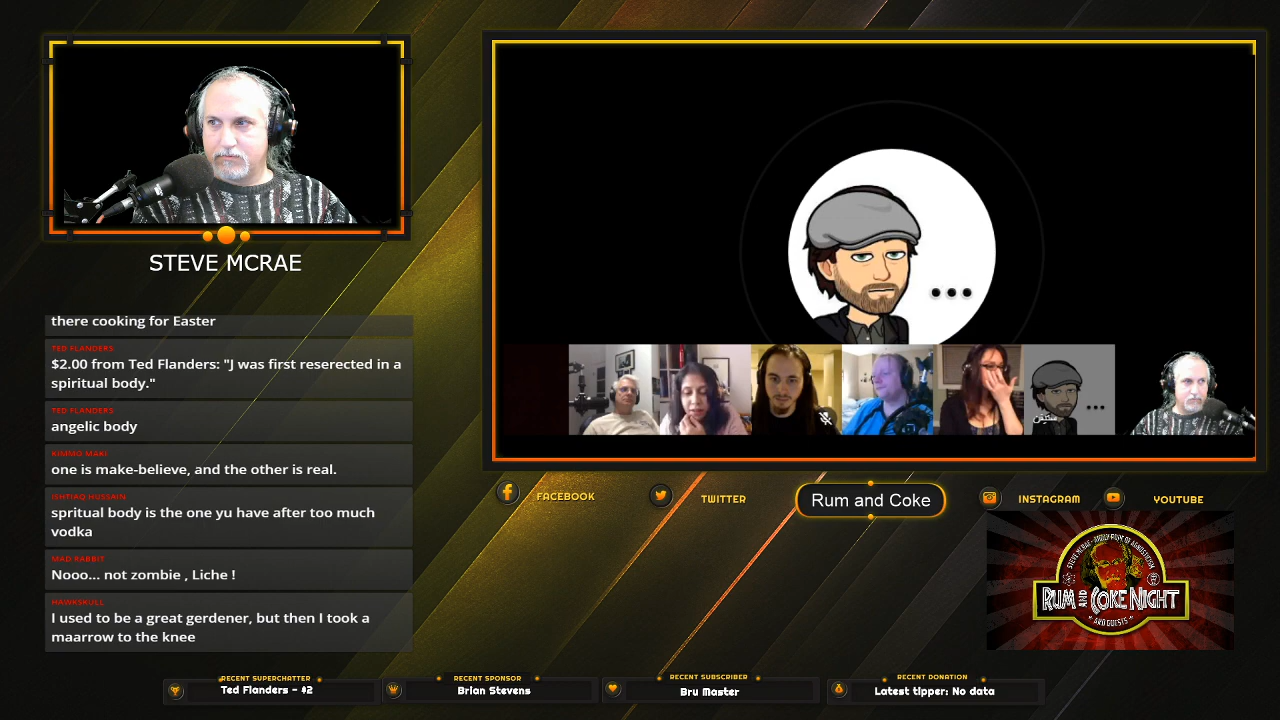 STEVE MCRAE
there cooking for Easter
TED FLANDERS
$2.00 from Ted Flanders: "J was first reserected in a
spiritual body."
TED FLANDERS
angelic body
KIMMO MAKI
one is make-believe, and the other is real.
ISHTIAQ HUSSAIN
spritual body is the one yu have after too much
vodka
MAD RABBIT
Nooo... not zombie , Liche !
HAWKSKULL
I used to be a great gerdener, but then I took a
maarrow to the knee
FACEBOOK
TWITTER
Rum and Coke
INSTAGRAM
YOUTUBE
RUM AND COKE NIGHT
AND GUESTS
RECENT SUPERCHATTER
Ted Flanders - $2
RECENT SPONSOR
Brian Stevens
RECENT SUBSCRIBER
Bru Master
RECENT DONATION
Latest tipper: No data